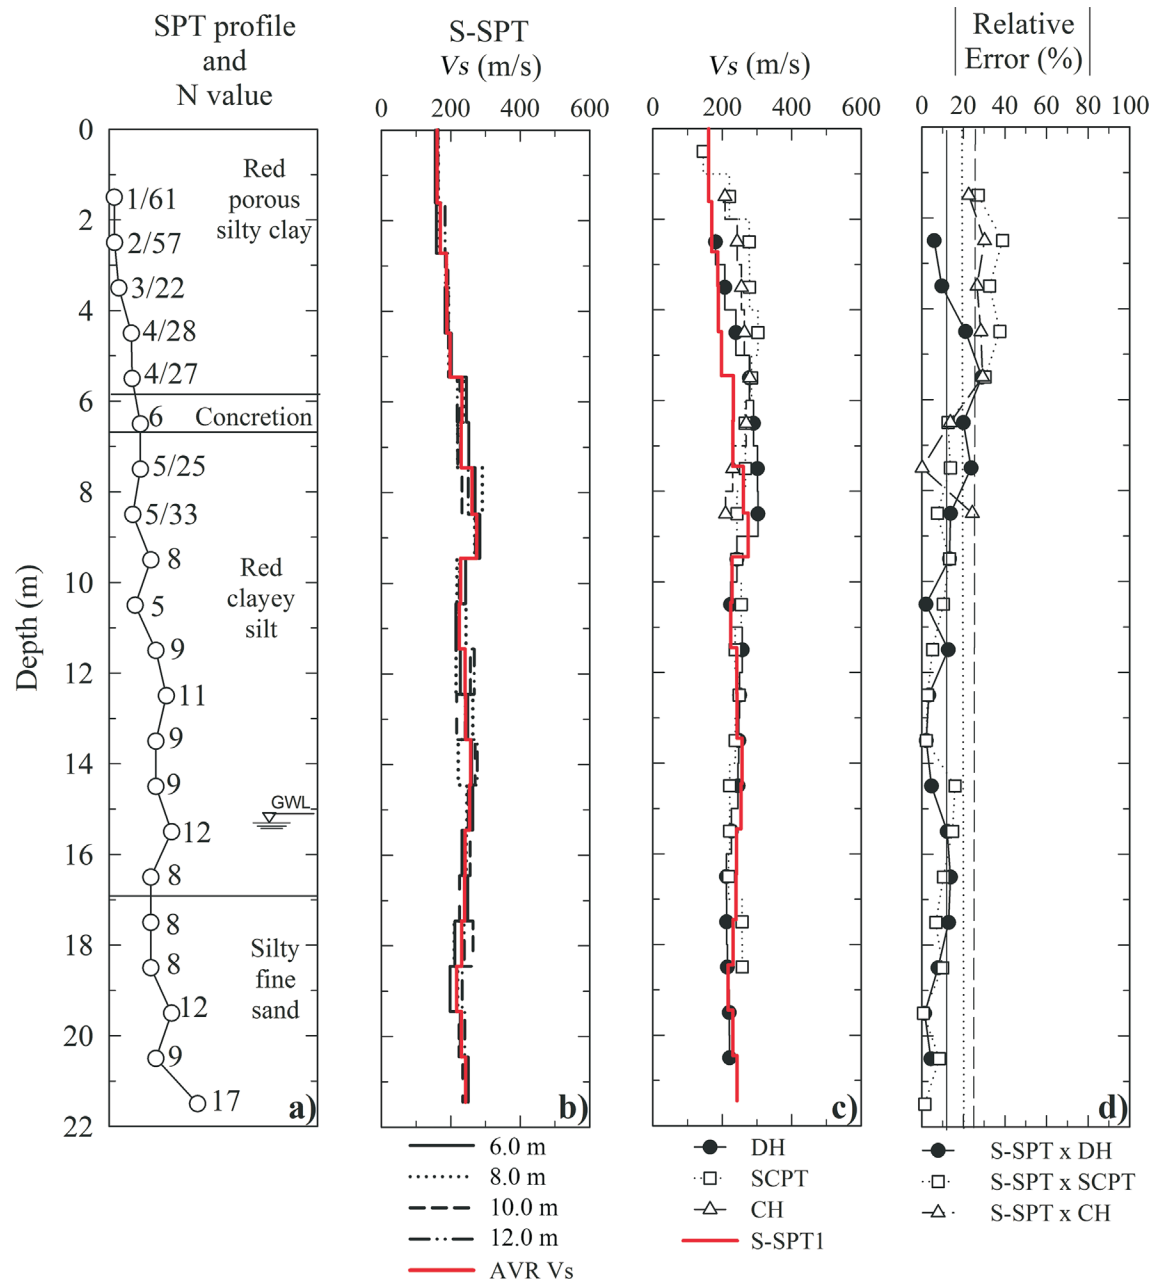 SPT profile
and
N value
S-SPT
Vs (m/s)
Vs (m/s)
Relative
Error (%)
0 200 400 600
0 200 400 600
0 20 40 60 80 100
Depth (m)
0
2
4
6
8
10
12
14
16
18
20
22
Red
porous
silty clay
1/61
2/57
3/22
4/28
4/27
6
Concretion
5/25
5/33
8
Red
clayey
silt
5
9
11
9
9
GWL
12
8
8
Silty
fine
sand
8
12
9
17
a)
b)
c)
d)
6.0 m
8.0 m
10.0 m
12.0 m
AVR Vs
DH
SCPT
CH
S-SPT1
S-SPT x DH
S-SPT x SCPT
S-SPT x CH